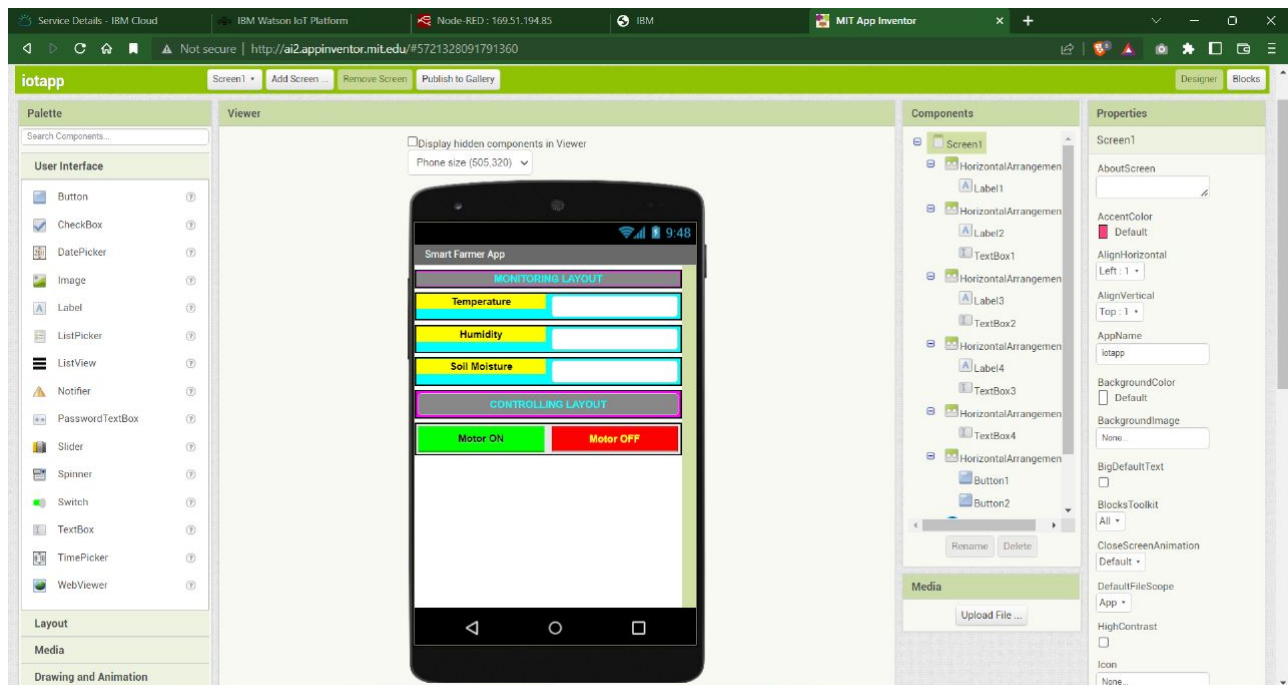 Service Details - IBM Cloud
IBM Watson IoT Platform
Node-RED : 169.51.194.85
IBM
MIT App Inventor
Not secure | http://ai2.appinventor.mit.edu/#5721328091791360
iotapp
Screen1
Add Screen ...
Remove Screen
Publish to Gallery
Designer
Blocks
Palette
Search Components...
User Interface
Button
CheckBox
DatePicker
Image
Label
ListPicker
ListView
Notifier
PasswordTextBox
Slider
Spinner
Switch
TextBox
TimePicker
WebViewer
Layout
Media
Drawing and Animation
Viewer
Display hidden components in Viewer
Phone size (505,320)
9:48
Smart Farmer App
MONITORING LAYOUT
Temperature
Humidity
Soil Moisture
CONTROLLING LAYOUT
Motor ON
Motor OFF
Components
Screen1
HorizontalArrangemen
Label1
HorizontalArrangemen
Label2
TextBox1
HorizontalArrangemen
Label3
TextBox2
HorizontalArrangemen
Label4
TextBox3
HorizontalArrangemen
TextBox4
HorizontalArrangemen
Button1
Button2
Rename
Delete
Media
Upload File ...
Properties
Screen1
AboutScreen
AccentColor
Default
AlignHorizontal
Left : 1
AlignVertical
Top : 1
AppName
iotapp
BackgroundColor
Default
BackgroundImage
None...
BigDefaultText
BlocksToolkit
All
CloseScreenAnimation
Default
DefaultFileScope
App
HighContrast
Icon
None...